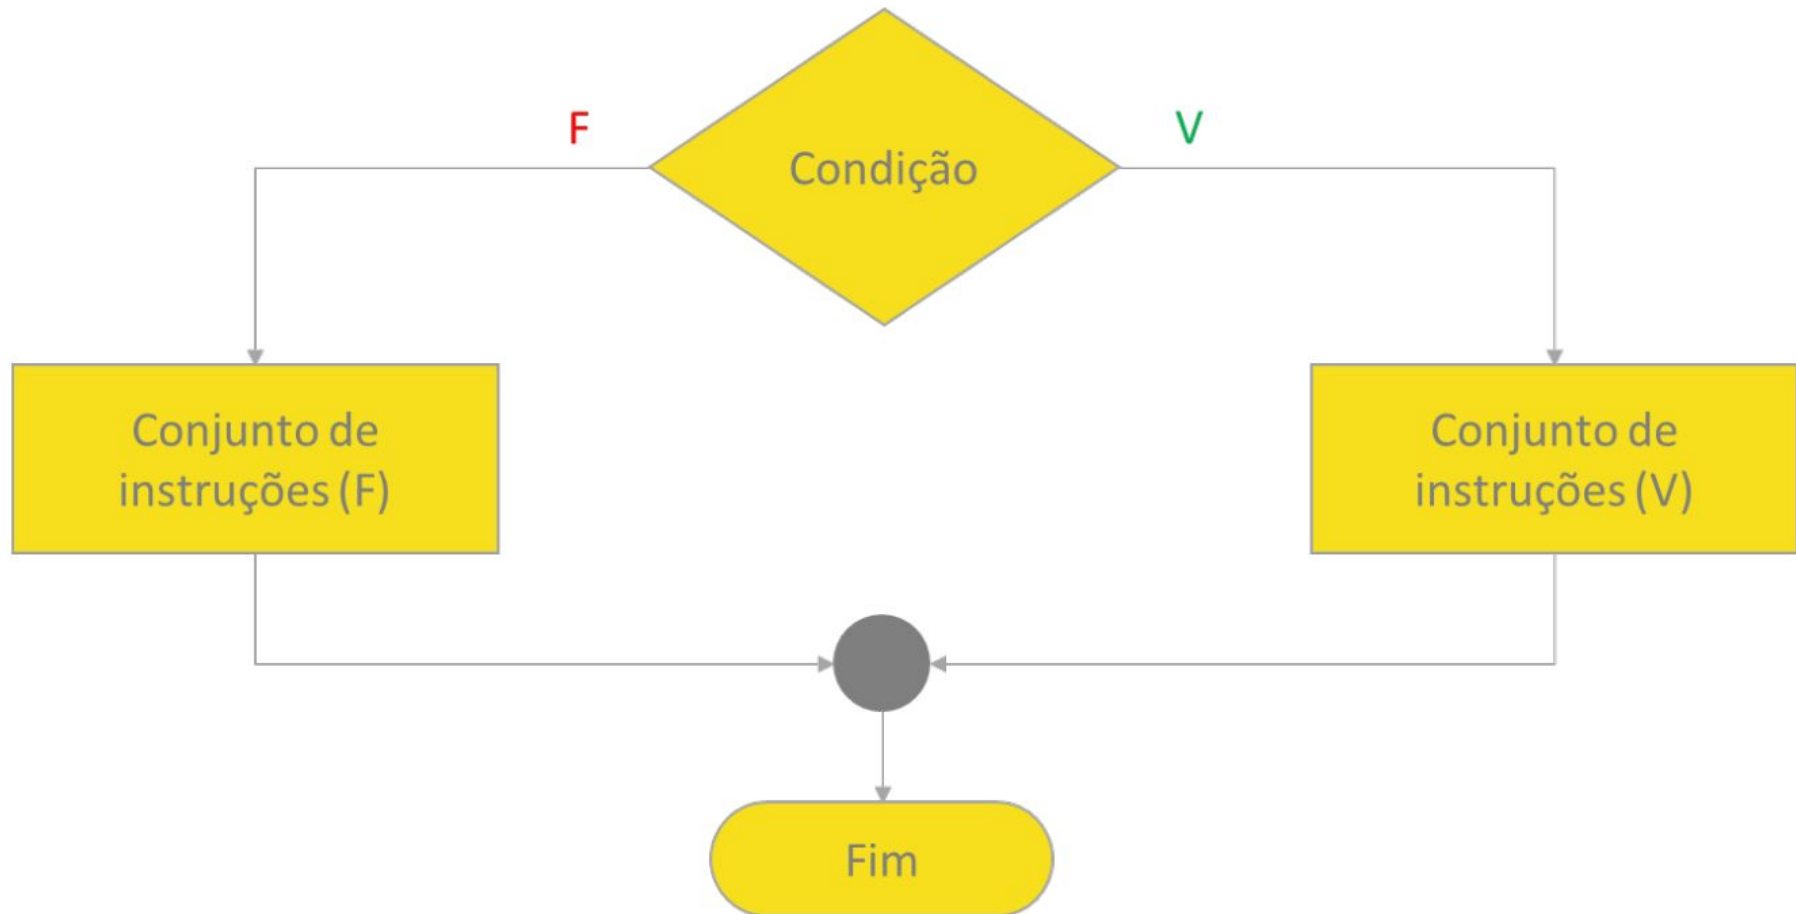 F
V
Condição
Conjunto de
instruções (F)
Conjunto de
instruções (V)
Fim